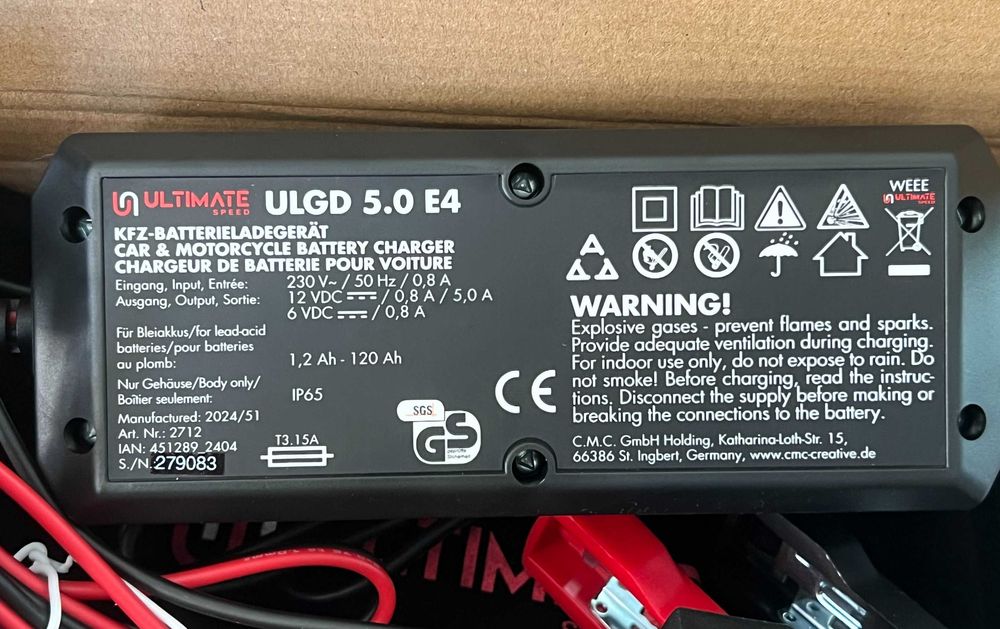 ULTIMATE SPEED ULGD 5.0 E4
KFZ-BATTERIELADEGERÄT
CAR & MOTORCYCLE BATTERY CHARGER
CHARGEUR DE BATTERIE POUR VOITURE
Eingang, Input, Entrée: 230 V~ / 50 Hz / 0,8 A
Ausgang, Output, Sortie: 12 VDC ⎓ / 0,8 A / 5,0 A
6 VDC ⎓ / 0,8 A
Für Bleiakkus/for lead-acid
batteries/pour batteries
au plomb: 1,2 Ah - 120 Ah
Nur Gehäuse/Body only/
Boîtier seulement: IP65
Manufactured: 2024/51
Art. Nr.: 2712
IAN: 451289_2404
S./N. 279083
T3.15A
SGS
GS
geprüfte
Sicherheit
CE
WEEE
ULTIMATE
SPEED
WARNING!
Explosive gases - prevent flames and sparks.
Provide adequate ventilation during charging.
For indoor use only, do not expose to rain. Do
not smoke! Before charging, read the instruc-
tions. Disconnect the supply before making or
breaking the connections to the battery.
C.M.C. GmbH Holding, Katharina-Loth-Str. 15,
66386 St. Ingbert, Germany, www.cmc-creative.de